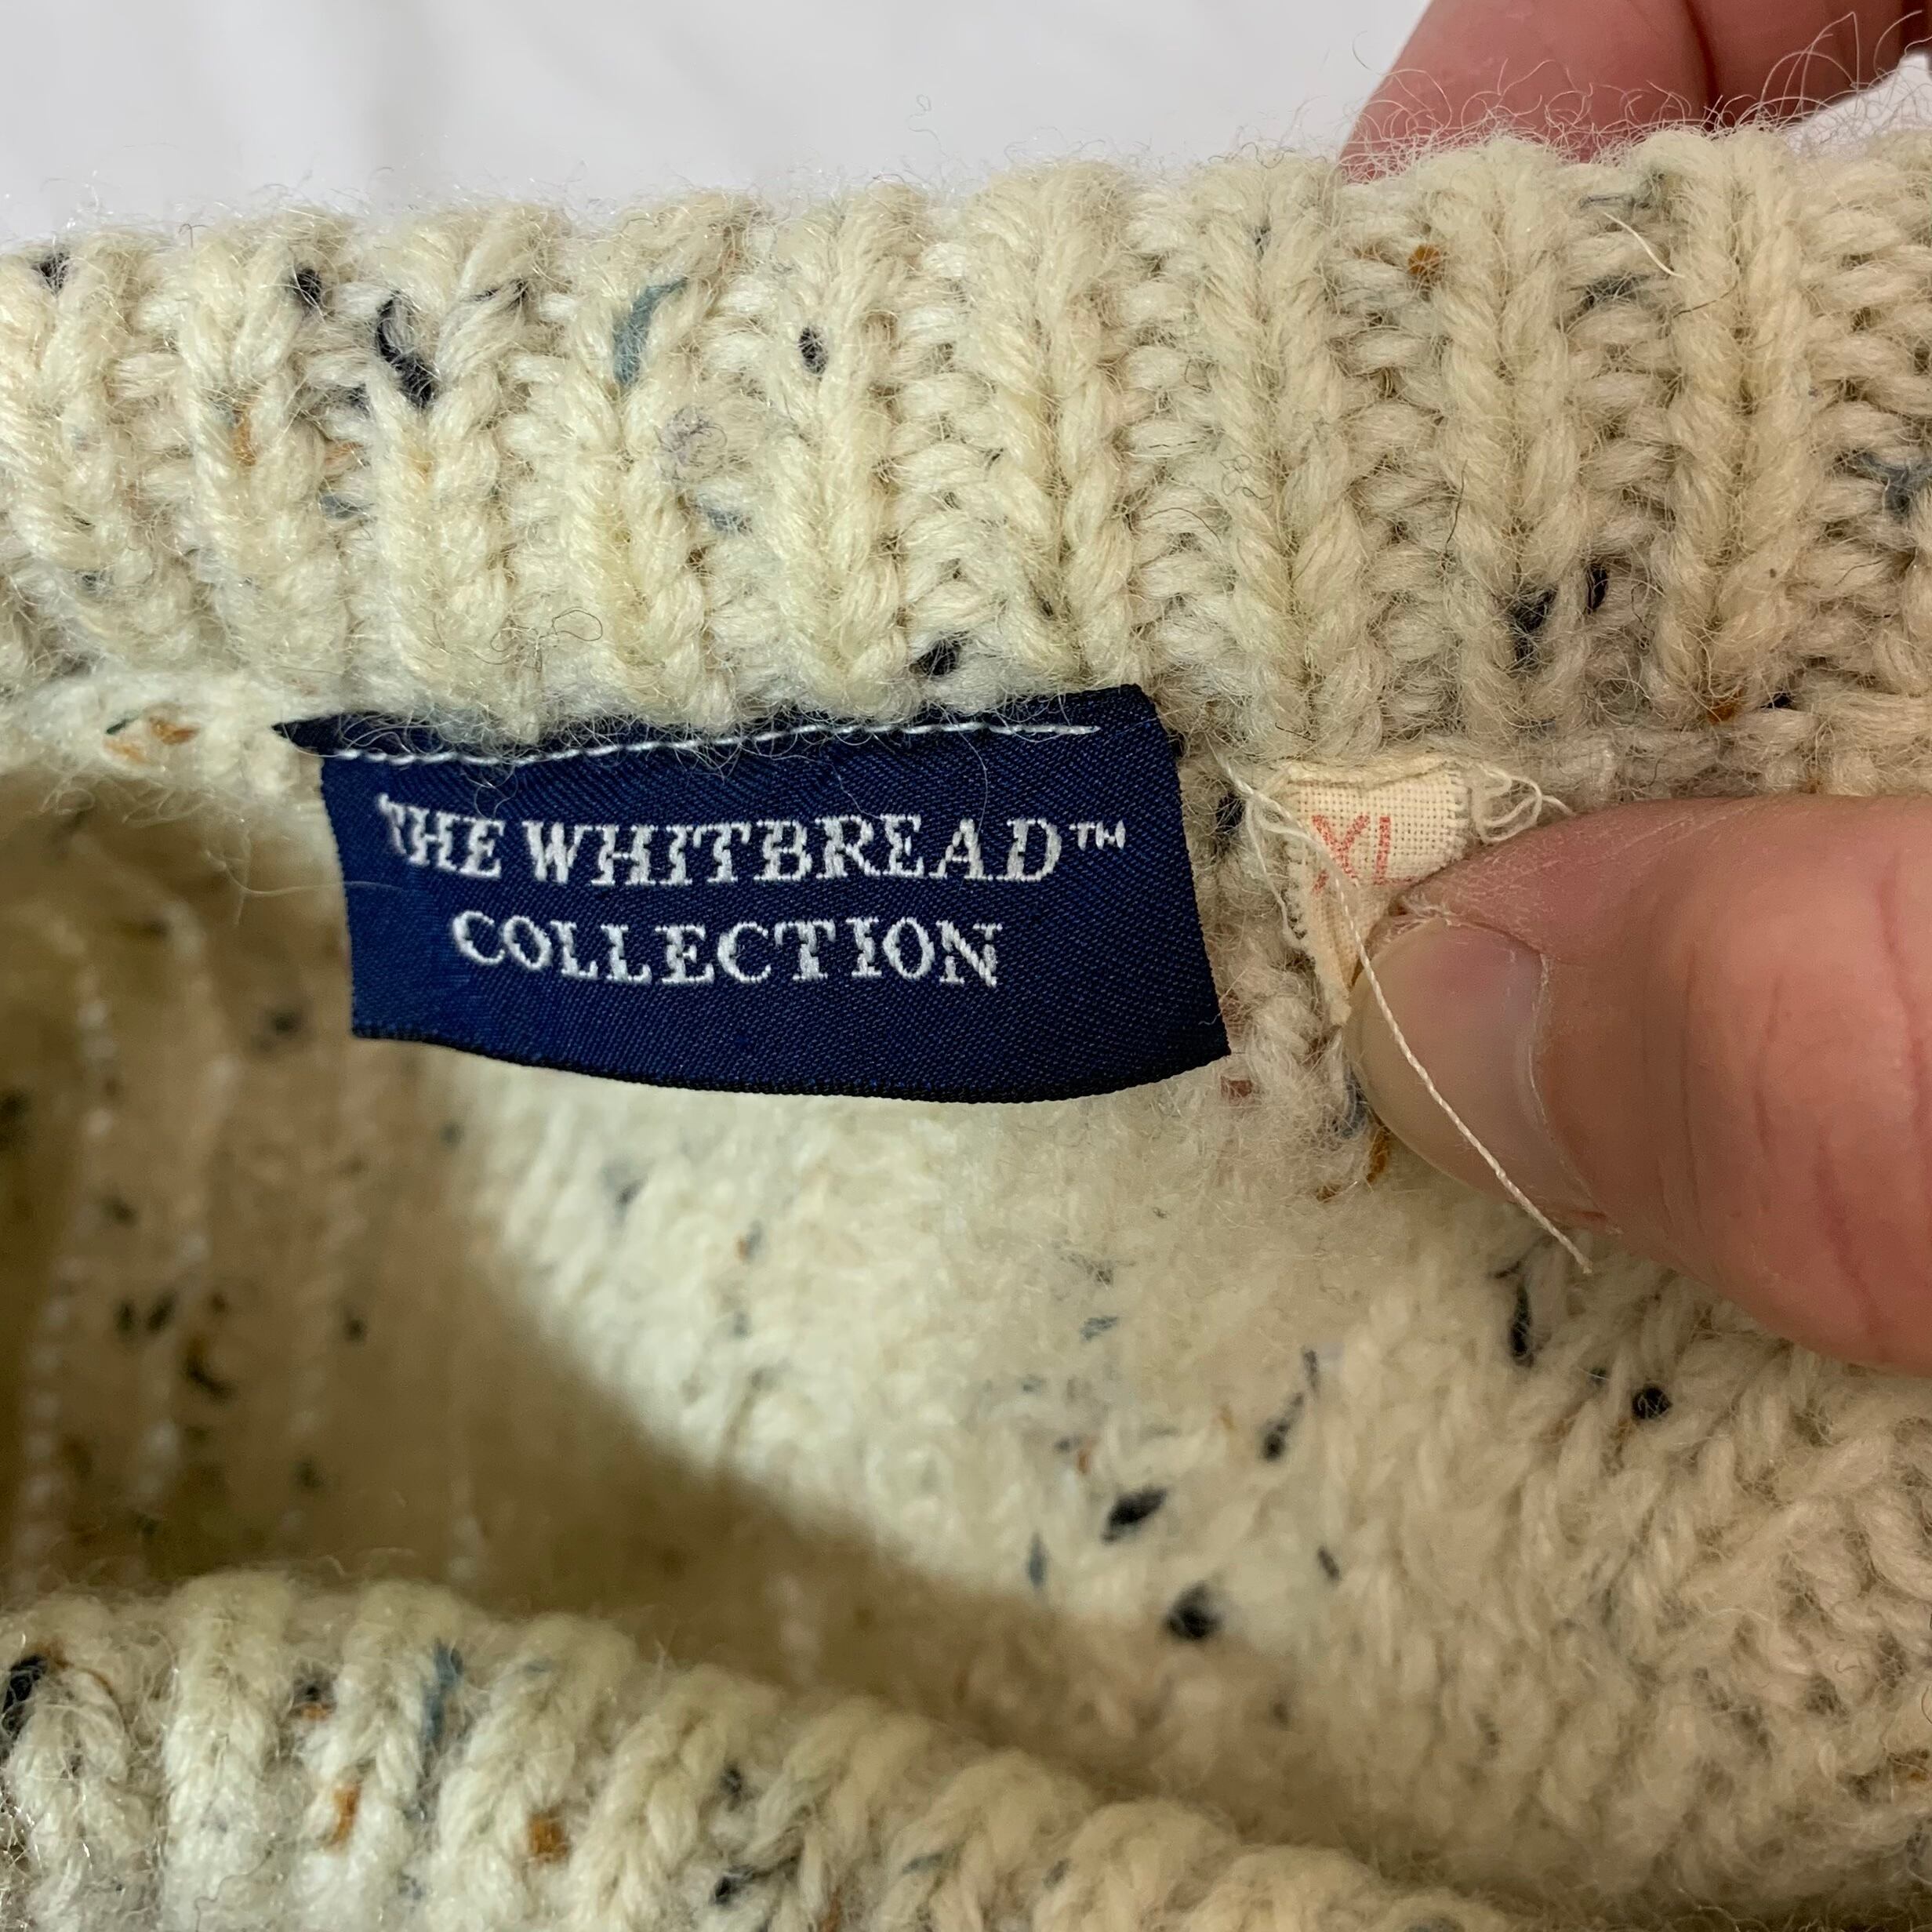 THE WHITBREAD™
COLLECTION
XL